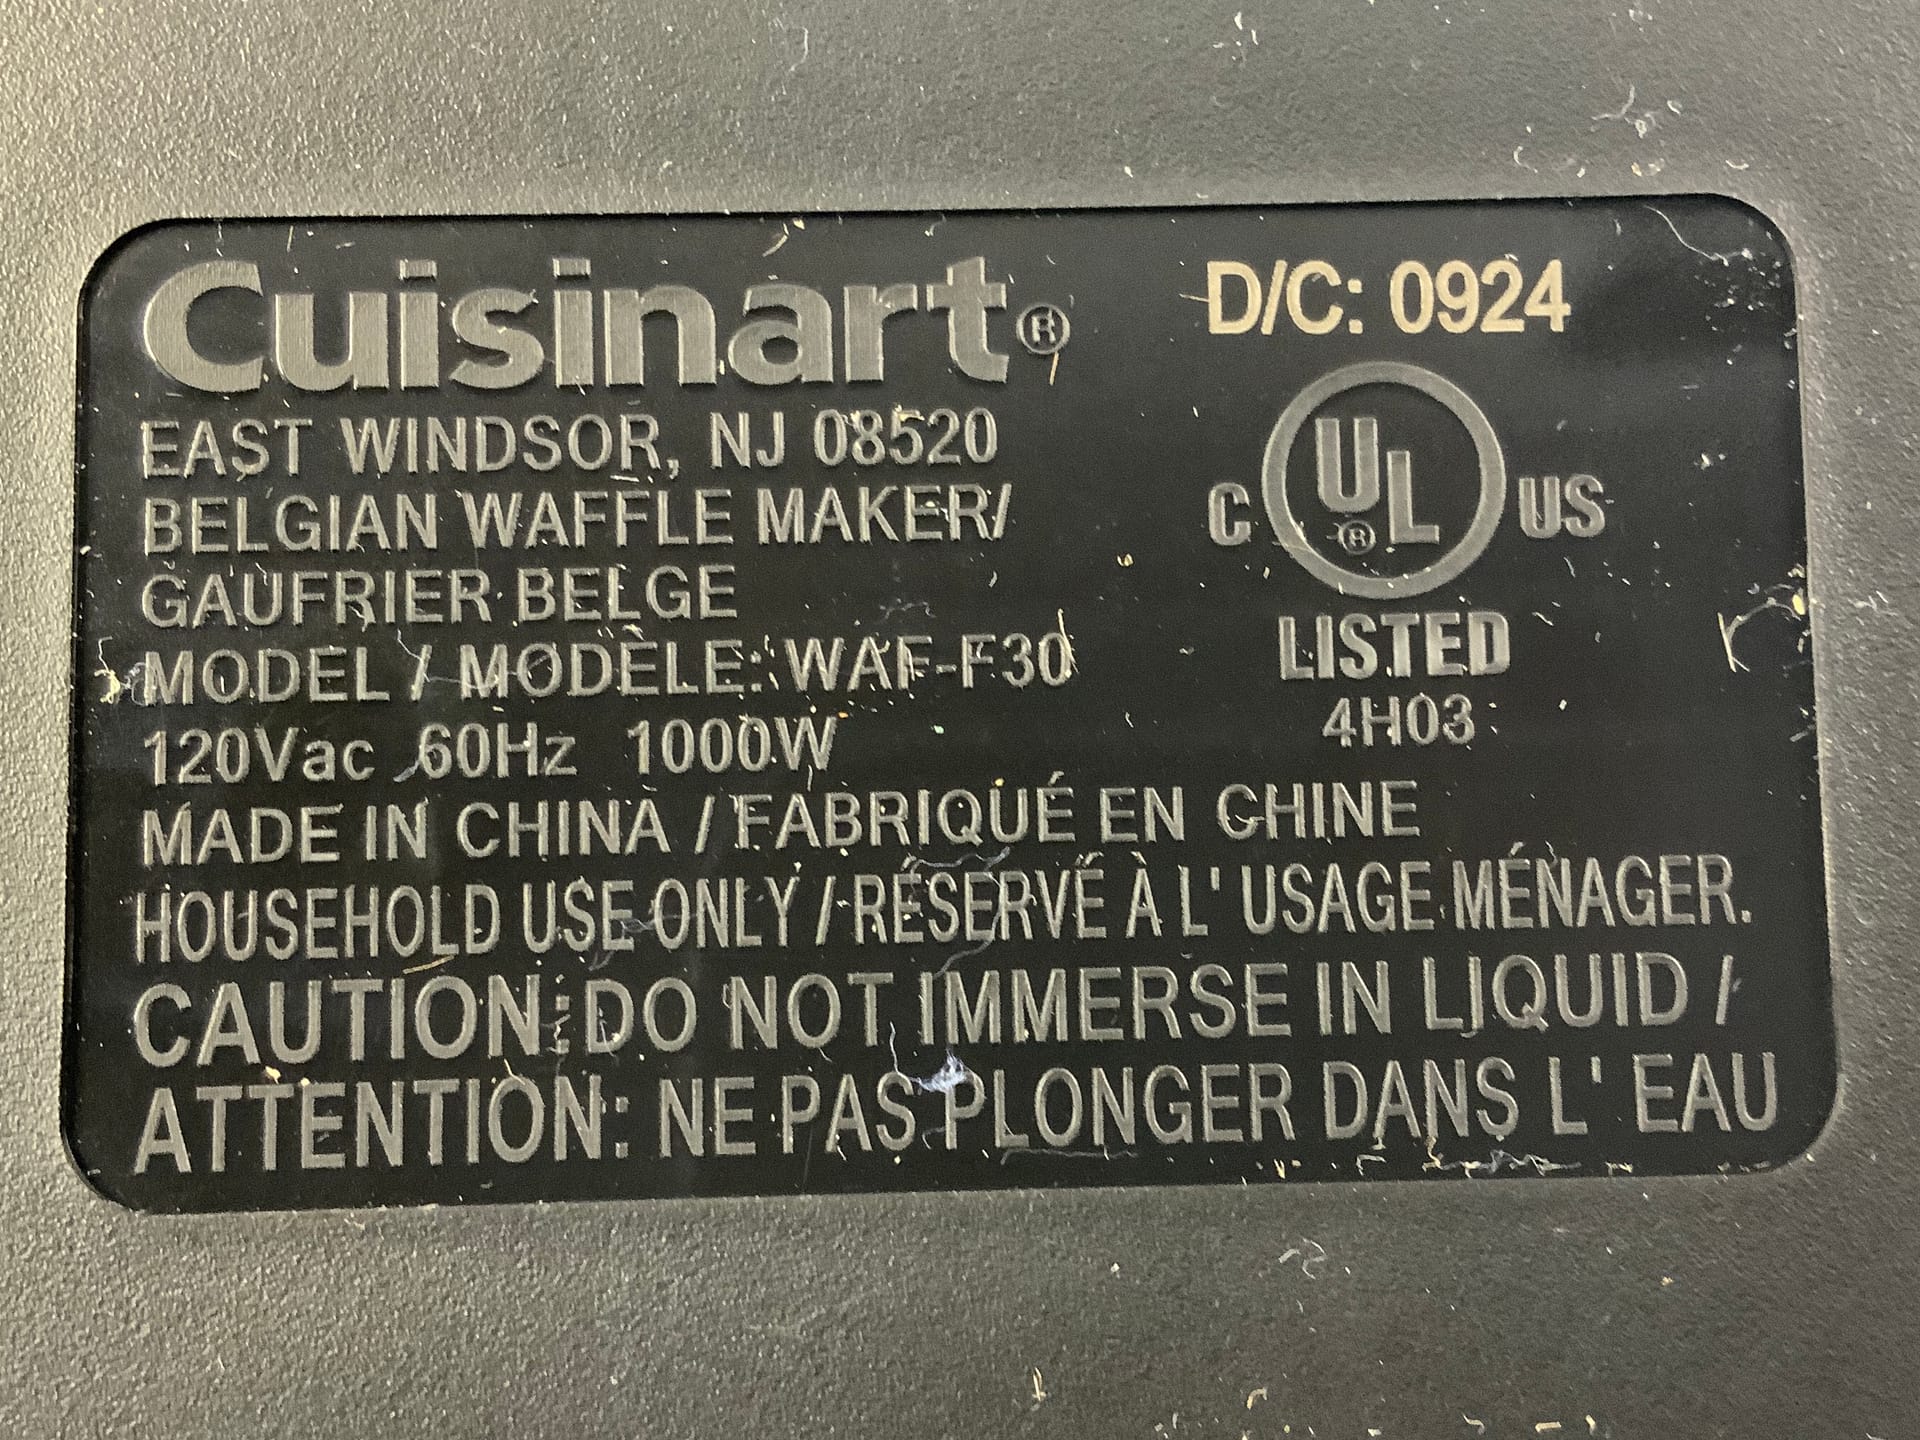 Cuisinart®
EAST WINDSOR, NJ 08520
BELGIAN WAFFLE MAKER/
GAUFRIER BELGE
MODEL / MODÈLE: WAF-F30
120Vac 60Hz 1000W
MADE IN CHINA / FABRIQUÉ EN CHINE
HOUSEHOLD USE ONLY / RÉSERVÉ À L' USAGE MÉNAGER.
CAUTION: DO NOT IMMERSE IN LIQUID /
ATTENTION: NE PAS PLONGER DANS L' EAU
D/C: 0924
C UL® US
LISTED
4H03